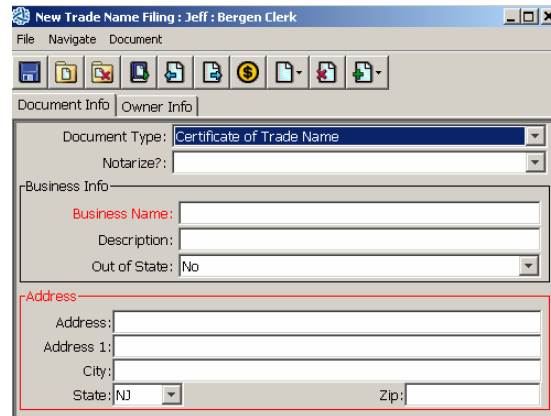 New Trade Name Filing : Jeff : Bergen Clerk
File Navigate Document
Document Info Owner Info
Document Type: Certificate of Trade Name
Notarize?:
Business Info
Business Name:
Description:
Out of State: No
Address
Address:
Address 1:
City:
State: NJ Zip: